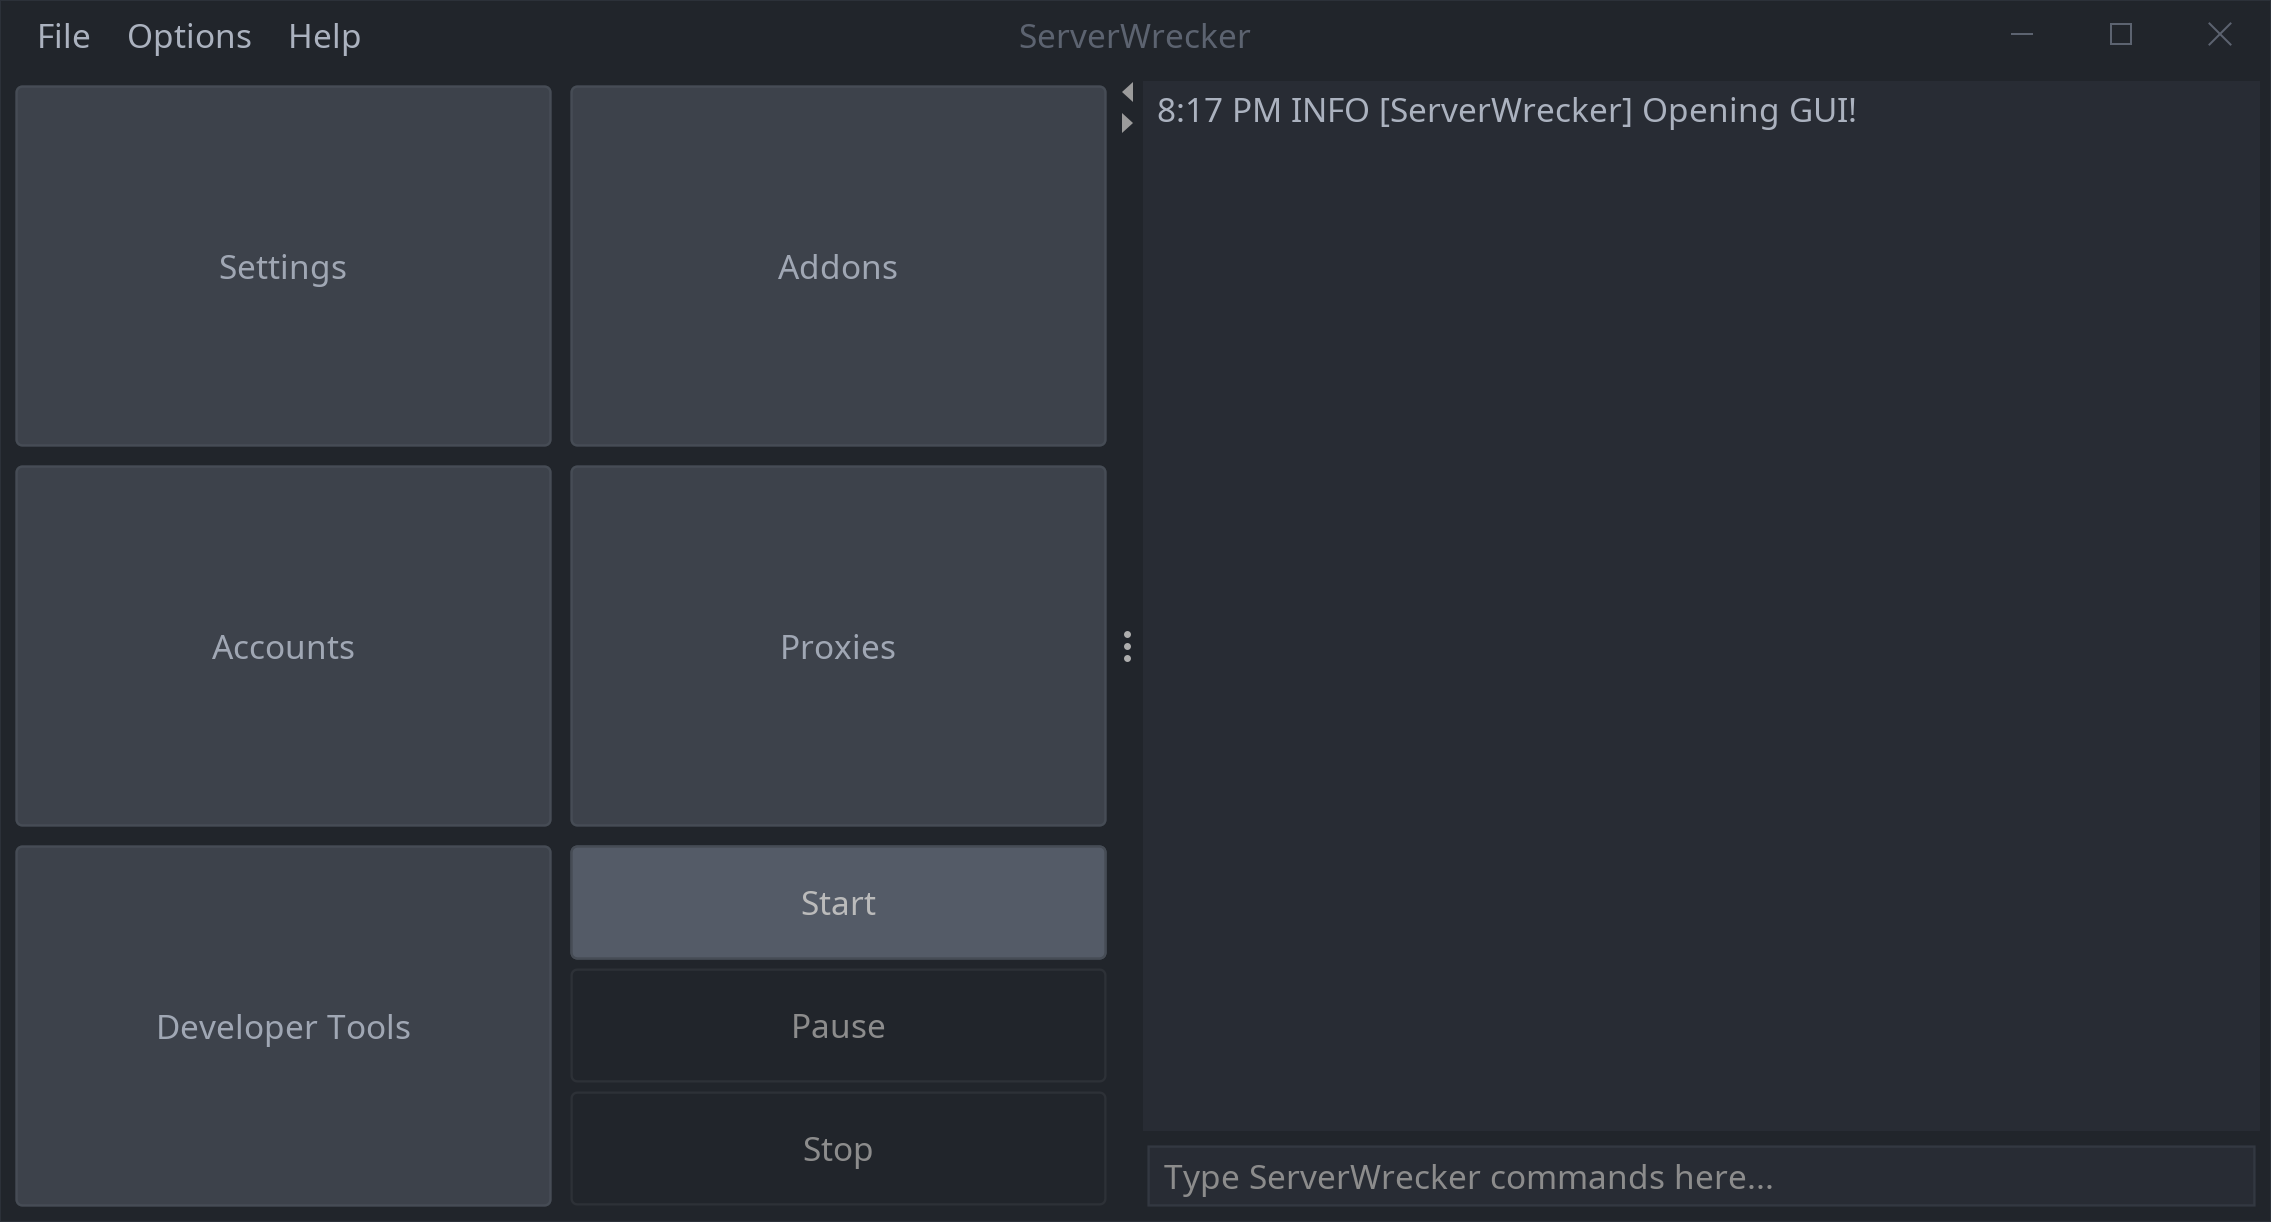 File Options Help ServerWrecker
Settings
Addons
Accounts
Proxies
Developer Tools
Start
Pause
Stop
8:17 PM INFO [ServerWrecker] Opening GUI!
Type ServerWrecker commands here...